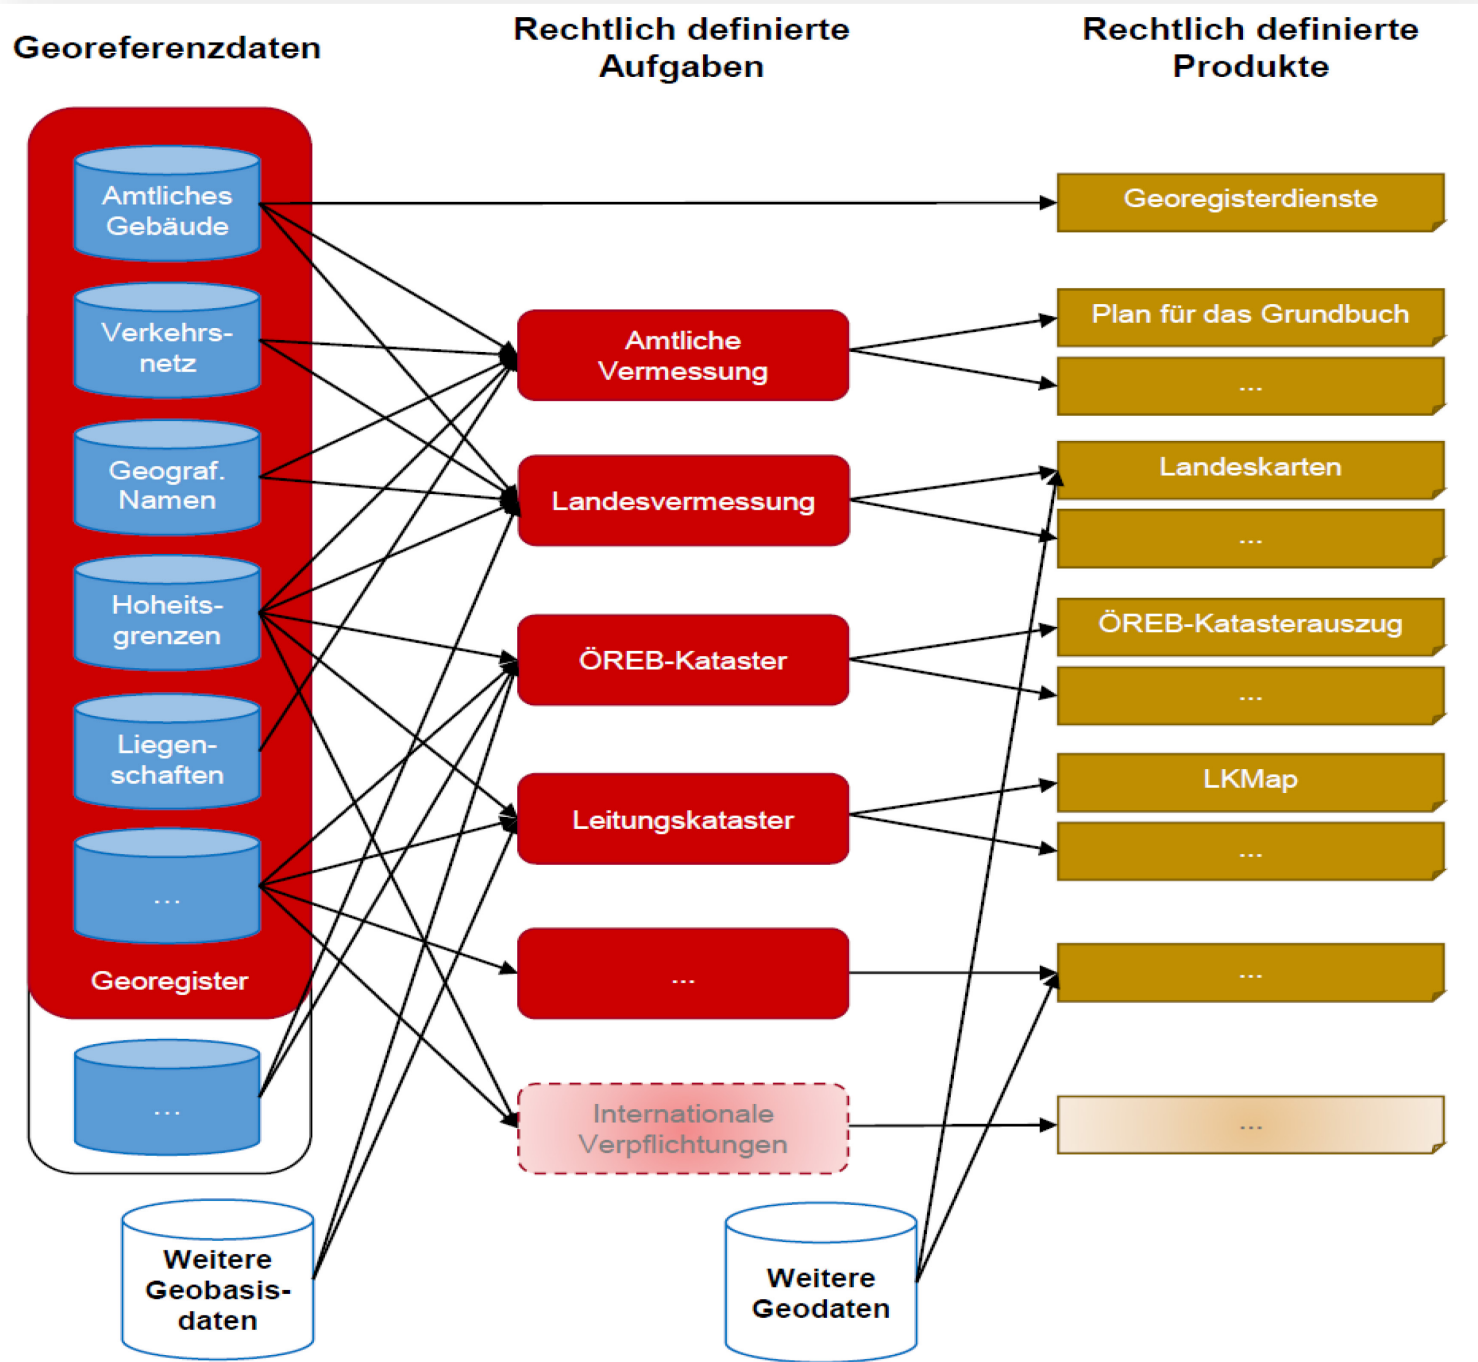 Georeferenzdaten
Rechtlich definierte
Aufgaben
Rechtlich definierte
Produkte
Amtliches
Gebäude
Verkehrs-
netz
Geograf.
Namen
Hoheits-
grenzen
Liegen-
schaften
...
Georegister
...
Weitere
Geobasis-
daten
Amtliche
Vermessung
Landesvermessung
ÖREB-Kataster
Leitungskataster
...
Internationale
Verpflichtungen
Weitere
Geodaten
Georegisterdienste
Plan für das Grundbuch
...
Landeskarten
...
ÖREB-Katasterauszug
...
LKMap
...
...
...